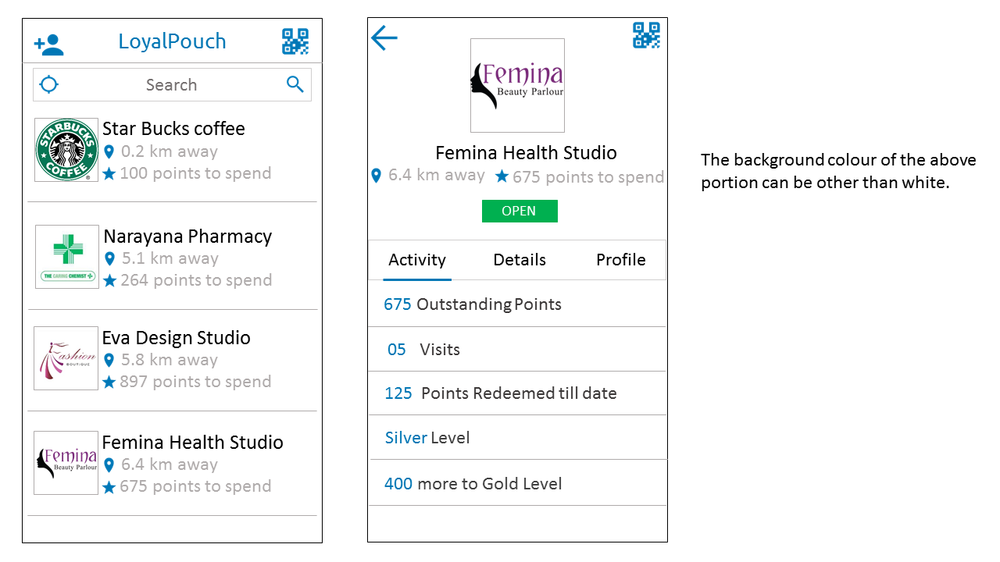 LoyalPouch
Search
STARBUCKS
COFFEE
®
Star Bucks coffee
0.2 km away
100 points to spend
THE CARING CHEMIST
Narayana Pharmacy
5.1 km away
264 points to spend
Fashion
BOUTIQUE
Eva Design Studio
5.8 km away
897 points to spend
Femina
Beauty Parlour
Femina Health Studio
6.4 km away
675 points to spend
Femina
Beauty Parlour
Femina Health Studio
6.4 km away 675 points to spend
OPEN
Activity Details Profile
675 Outstanding Points
05 Visits
125 Points Redeemed till date
Silver Level
400 more to Gold Level
The background colour of the above
portion can be other than white.